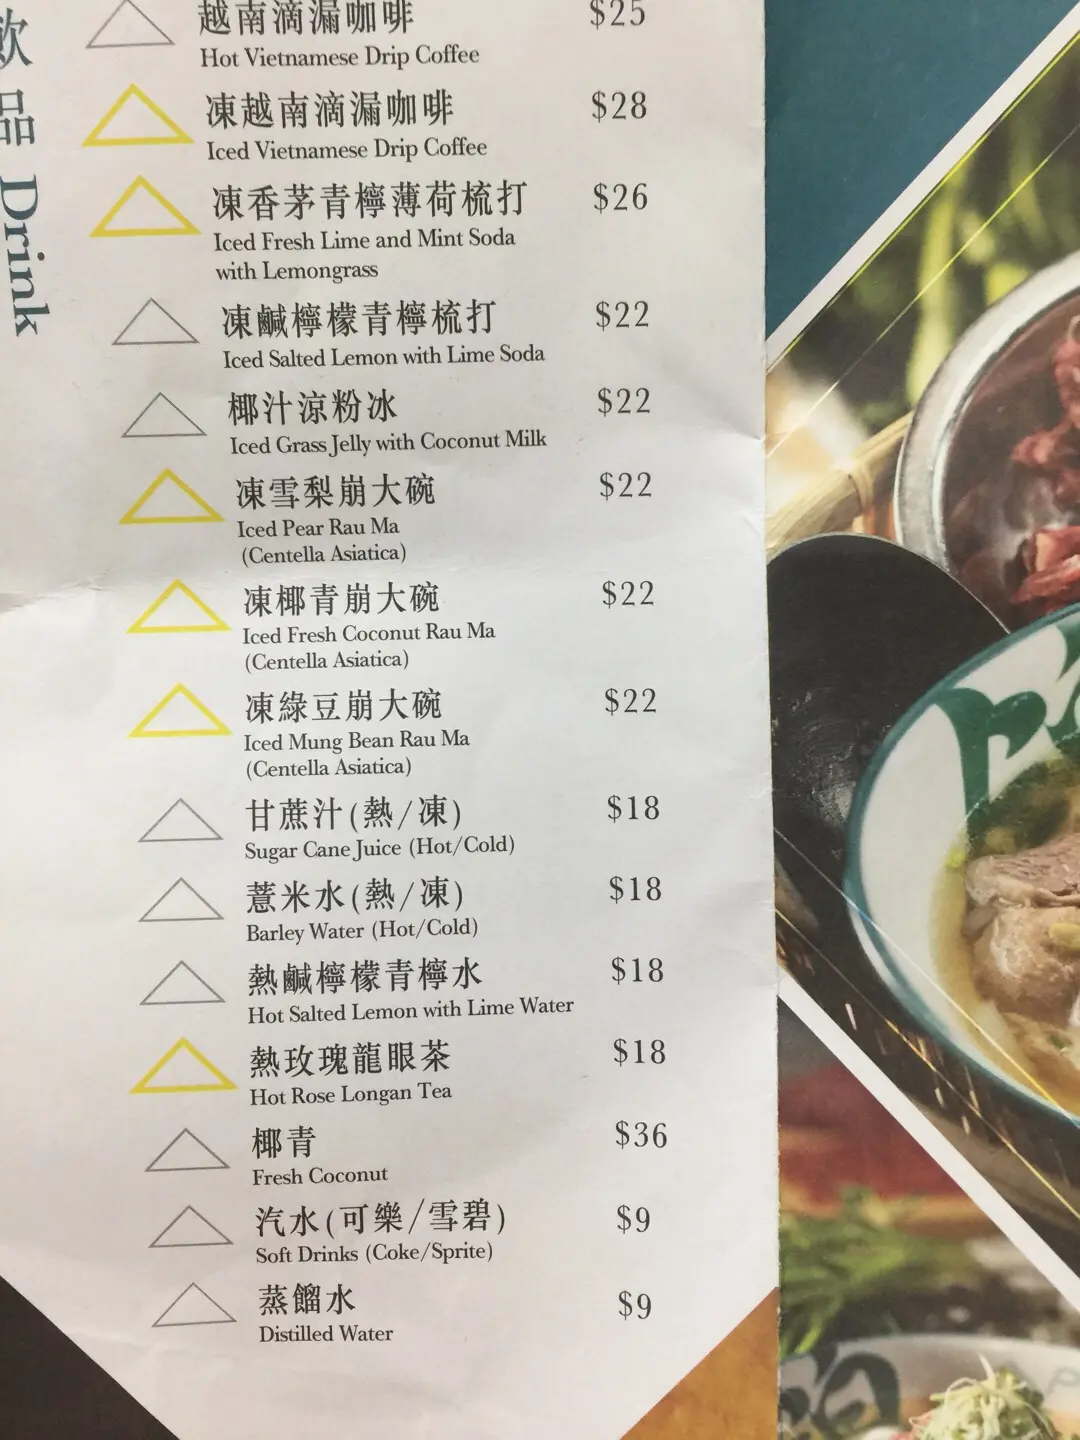 飲品 Drink
越南滴漏咖啡 $25
Hot Vietnamese Drip Coffee
凍越南滴漏咖啡 $28
Iced Vietnamese Drip Coffee
凍香茅青檸薄荷梳打 $26
Iced Fresh Lime and Mint Soda
with Lemongrass
凍鹹檸檬青檸梳打 $22
Iced Salted Lemon with Lime Soda
椰汁涼粉冰 $22
Iced Grass Jelly with Coconut Milk
凍雪梨崩大碗 $22
Iced Pear Rau Ma
(Centella Asiatica)
凍椰青崩大碗 $22
Iced Fresh Coconut Rau Ma
(Centella Asiatica)
凍綠豆崩大碗 $22
Iced Mung Bean Rau Ma
(Centella Asiatica)
甘蔗汁(熱/凍) $18
Sugar Cane Juice (Hot/Cold)
薏米水(熱/凍) $18
Barley Water (Hot/Cold)
熱鹹檸檬青檸水 $18
Hot Salted Lemon with Lime Water
熱玫瑰龍眼茶 $18
Hot Rose Longan Tea
椰青 $36
Fresh Coconut
汽水(可樂/雪碧) $9
Soft Drinks (Coke/Sprite)
蒸餾水 $9
Distilled Water